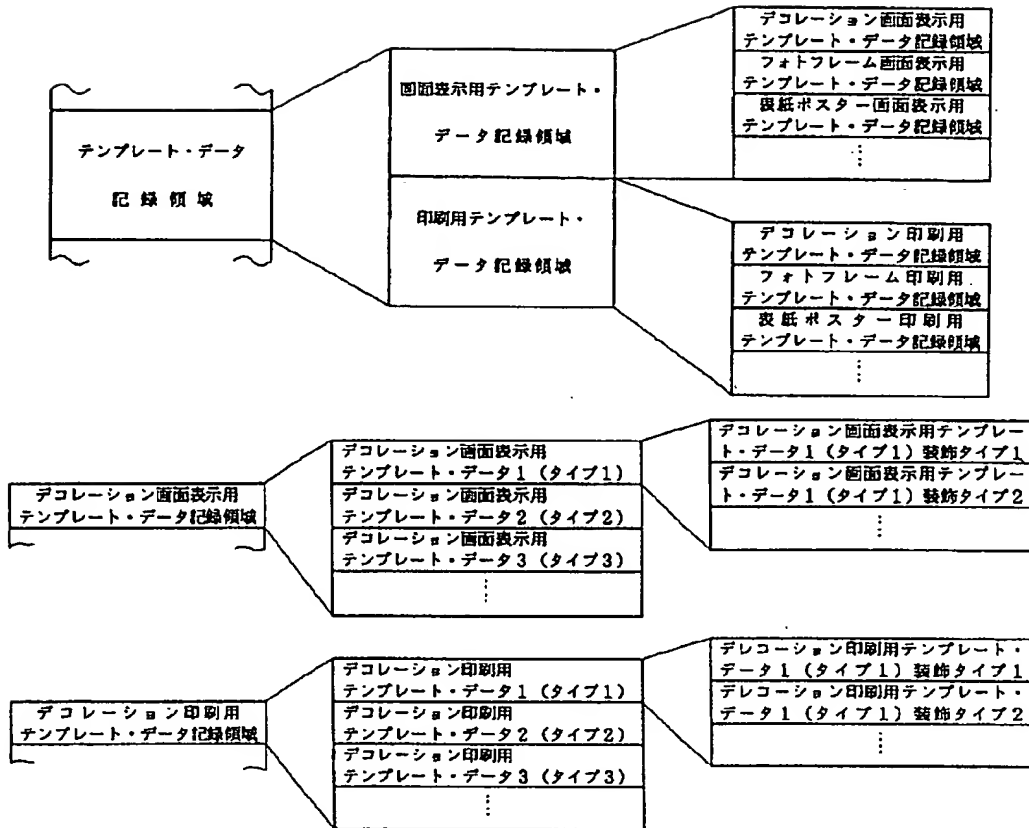 テンプレート・データ
記録領域
画面表示用テンプレート・
データ記録領域
印刷用テンプレート・
データ記録領域
デコレーション画面表示用
テンプレート・データ記録領域
フォトフレーム画面表示用
テンプレート・データ記録領域
表紙ポスター画面表示用
テンプレート・データ記録領域
デコレーション印刷用
テンプレート・データ記録領域
フォトフレーム印刷用
テンプレート・データ記録領域
表紙ポスター印刷用
テンプレート・データ記録領域
デコレーション画面表示用
テンプレート・データ記録領域
デコレーション画面表示用
テンプレート・データ1(タイプ1)
デコレーション画面表示用
テンプレート・データ2(タイプ2)
デコレーション画面表示用
テンプレート・データ3(タイプ3)
デコレーション画面表示用テンプレー
ト・データ1(タイプ1)装飾タイプ1
デコレーション画面表示用テンプレー
ト・データ1(タイプ1)装飾タイプ2
デコレーション印刷用
テンプレート・データ記録領域
デコレーション印刷用
テンプレート・データ1(タイプ1)
デコレーション印刷用
テンプレート・データ2(タイプ2)
デコレーション印刷用
テンプレート・データ3(タイプ3)
デレコーション印刷用テンプレート・
データ1(タイプ1)装飾タイプ1
デレコーション印刷用テンプレート・
データ1(タイプ1)装飾タイプ2